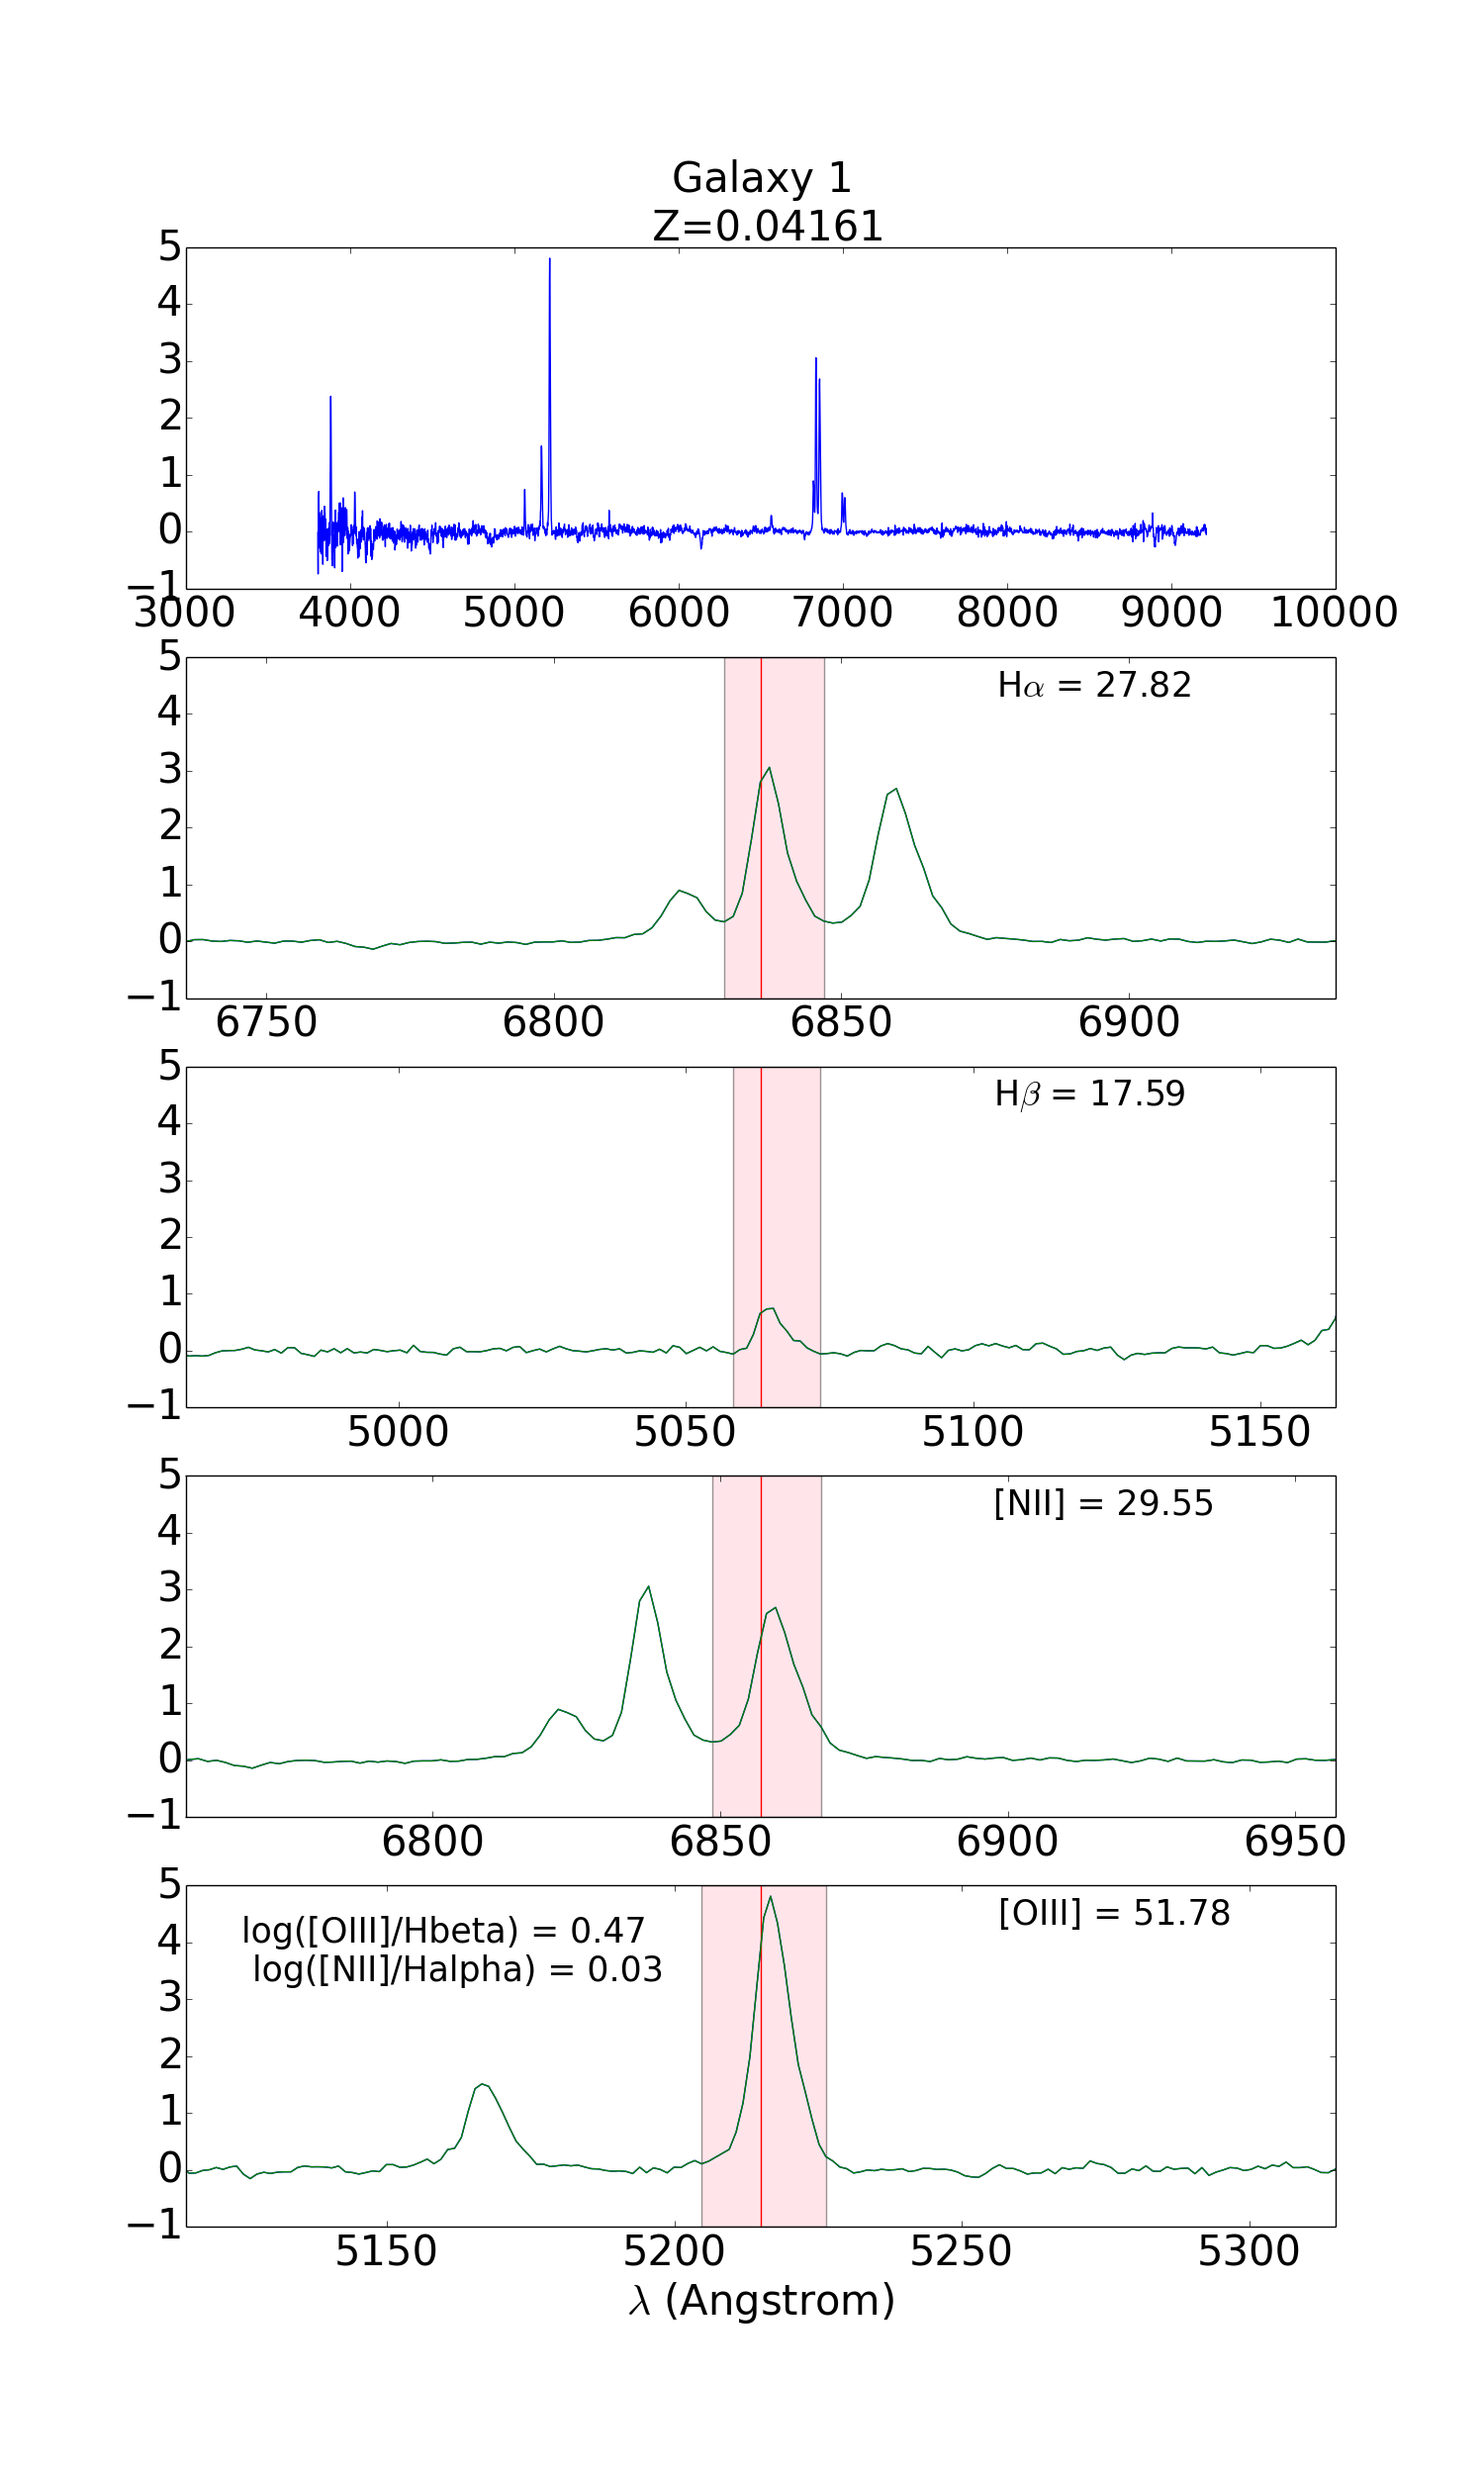 Galaxy 1
Z=0.04161
5
4
3
2
1
0
−1
3000 4000 5000 6000 7000 8000 9000 10000
5
4
3
2
1
0
−1
Hα = 27.82
6750 6800 6850 6900
5
4
3
2
1
0
−1
Hβ = 17.59
5000 5050 5100 5150
5
4
3
2
1
0
−1
[NII] = 29.55
6800 6850 6900 6950
5
4
3
2
1
0
−1
[OIII] = 51.78
log([OIII]/Hbeta) = 0.47
log([NII]/Halpha) = 0.03
5150 5200 5250 5300
λ (Angstrom)